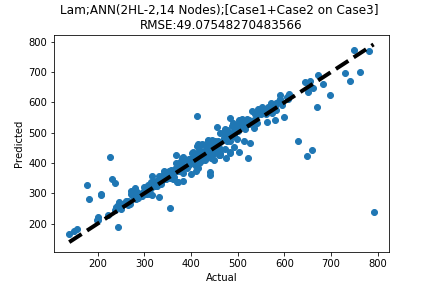 Lam;ANN(2HL-2,14 Nodes);[Case1+Case2 on Case3]
RMSE:49.07548270483566
800
700
600
500
400
300
200
Predicted
200 300 400 500 600 700 800
Actual